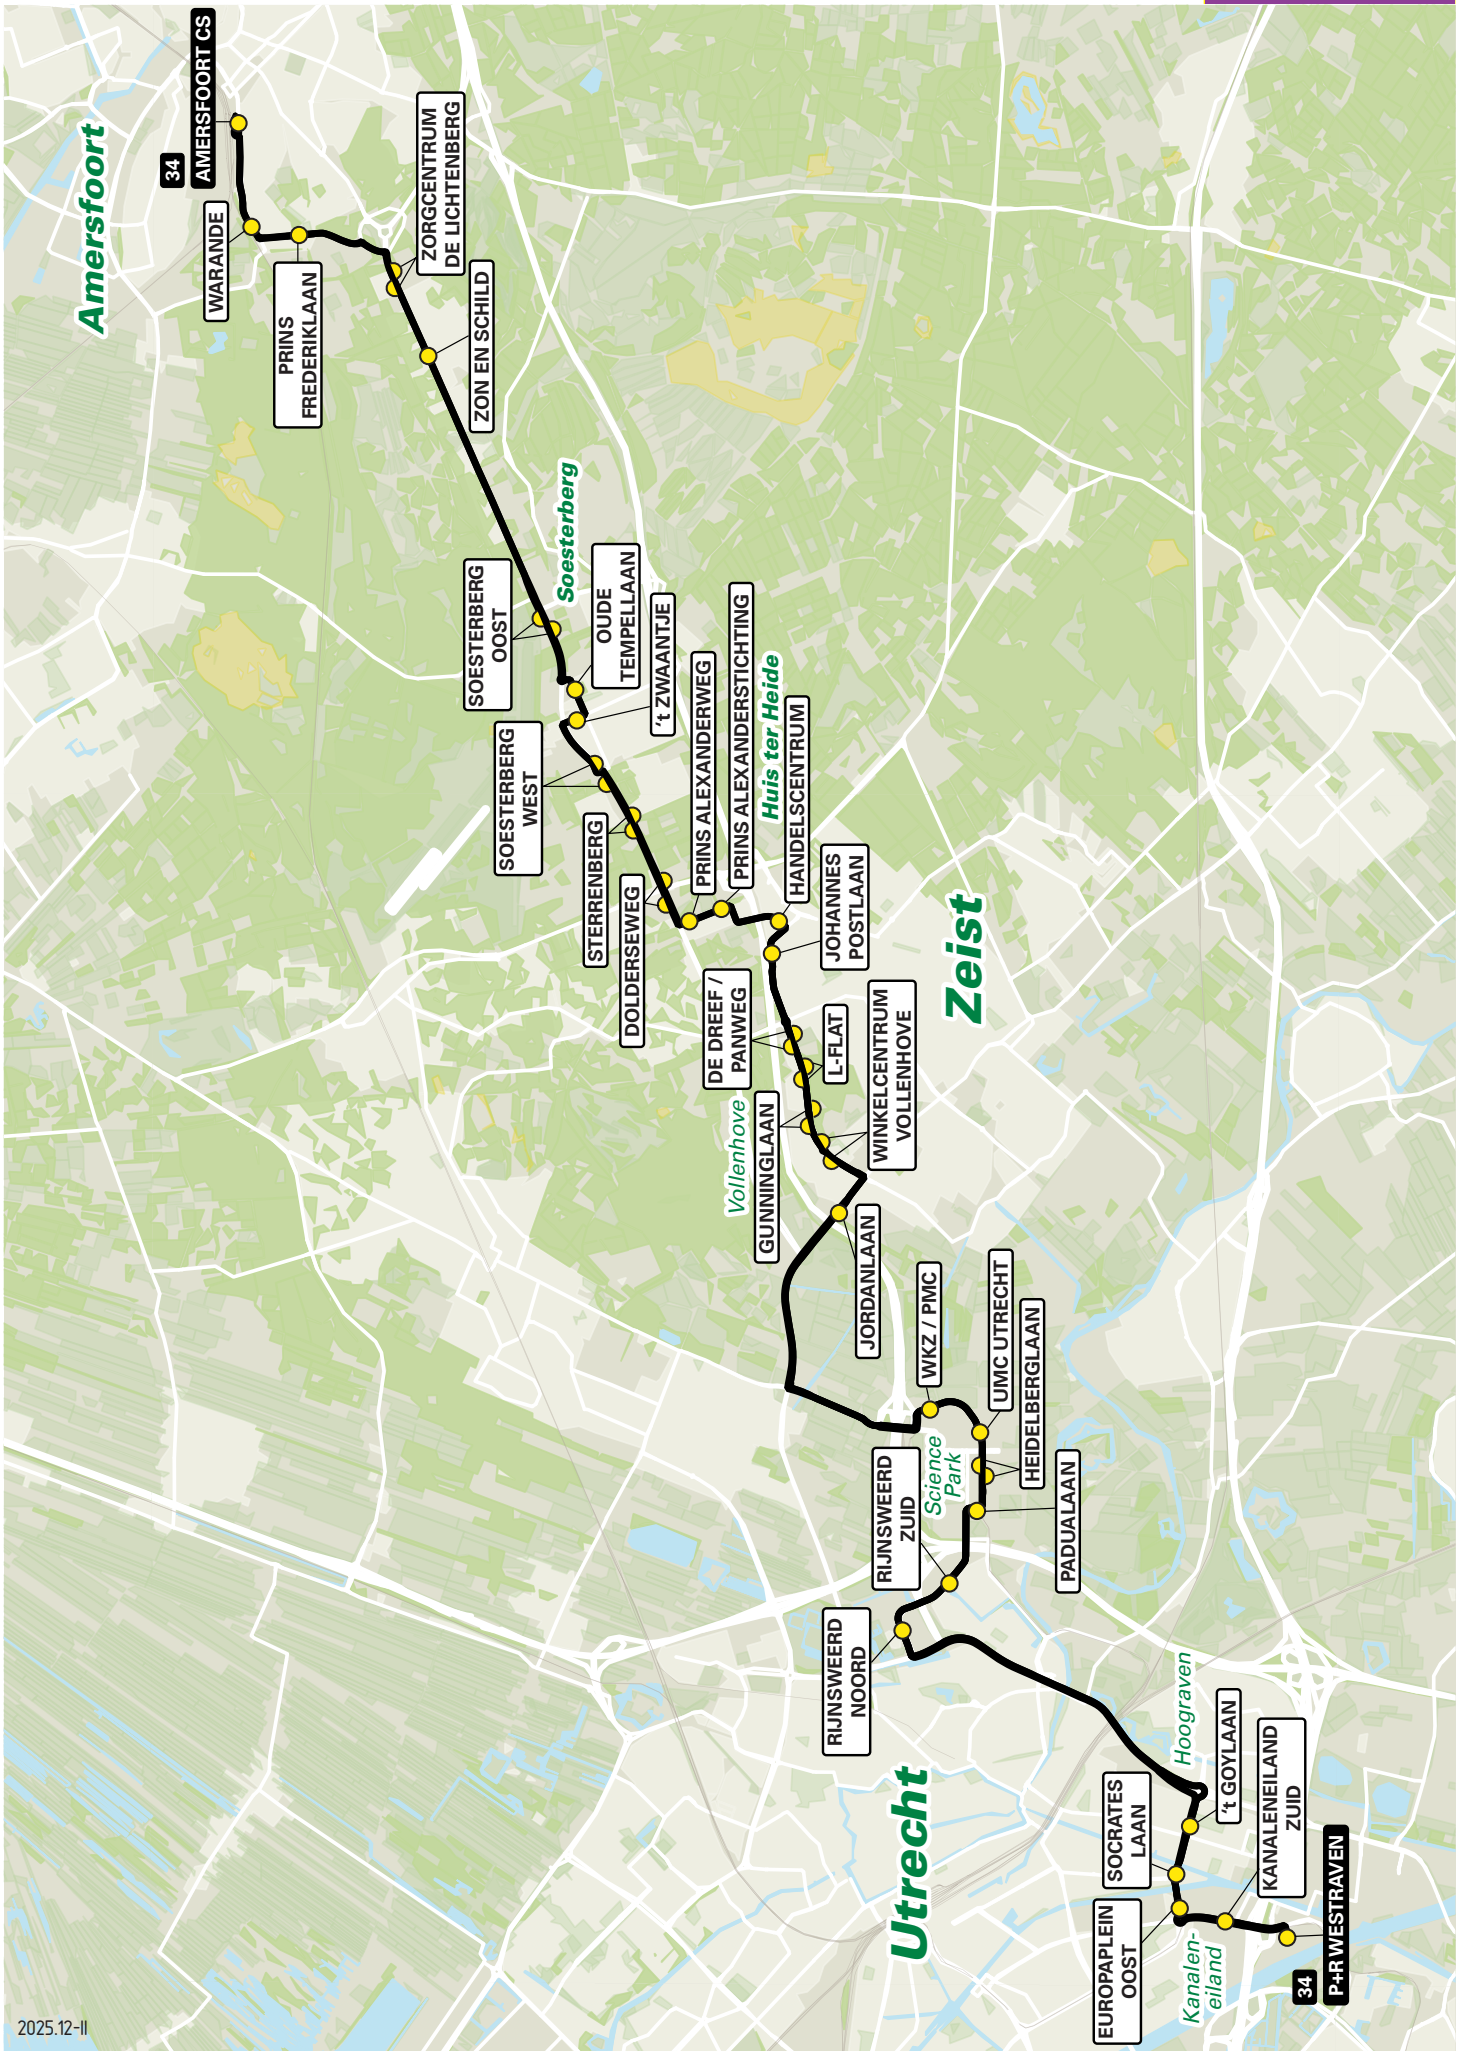 Amersfoort
34
AMERSFOORT CS
WARANDE
PRINS
FREDERIKLAAN
ZORGCENTRUM
DE LICHTENBERG
ZON EN SCHILD
SOESTERBERG
OOST
Soesterberg
OUDE
TEMPELLAAN
‘t ZWAANTJE
SOESTERBERG
WEST
STERRENBERG
DOLDERSEWEG
PRINS ALEXANDERWEG
PRINS ALEXANDERSTICHTING
Huis ter Heide
HANDELSCENTRUM
JOHANNES
POSTLAAN
Zeist
DE DREEF /
PANWEG
L-FLAT
Vollenhove
GUNNINGLAAN
WINKELCENTRUM
VOLLENHOVE
JORDANLAAN
WKZ / PMC
UMC UTRECHT
HEIDELBERGLAAN
Science
Park
PADUALAAN
RIJNSWEERD
ZUID
RIJNSWEERD
NOORD
Utrecht
Hoograven
‘t GOYLAAN
SOCRATES
LAAN
EUROPAPLEIN
OOST
Kanalen-
eiland
KANALENEILAND
ZUID
34
P+R WESTRAVEN
2025.12-II